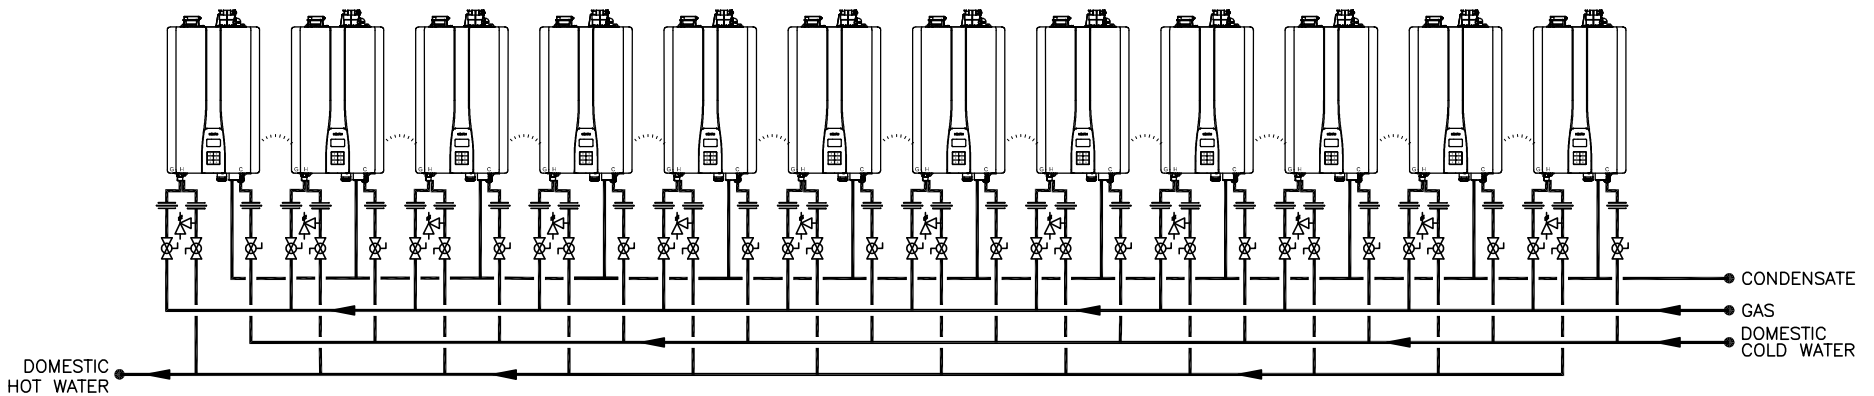 G H C G H C G H C G H C G H C G H C G H C G H C G H C G H C G H C G H C
CONDENSATE
GAS
DOMESTIC
COLD WATER
DOMESTIC
HOT WATER